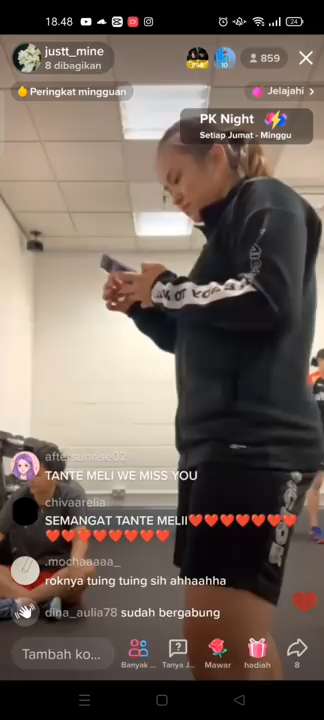 18.48
24
justt_mine
8 dibagikan
10
859
Peringkat mingguan
Jelajahi
PK Night
Setiap Jumat - Minggu
aftersunrise02
TANTE MELI WE MISS YOU
chivaarelia
SEMANGAT TANTE MELII❤️❤️❤️❤️❤️❤️❤️
❤️❤️❤️❤️❤️❤️❤️❤️
.mochaaaaa_
roknya tuing tuing sih ahhaahha
dina_aulia78 sudah bergabung
Tambah ko...
Banyak ...
Tanya J...
Mawar
hadiah
8